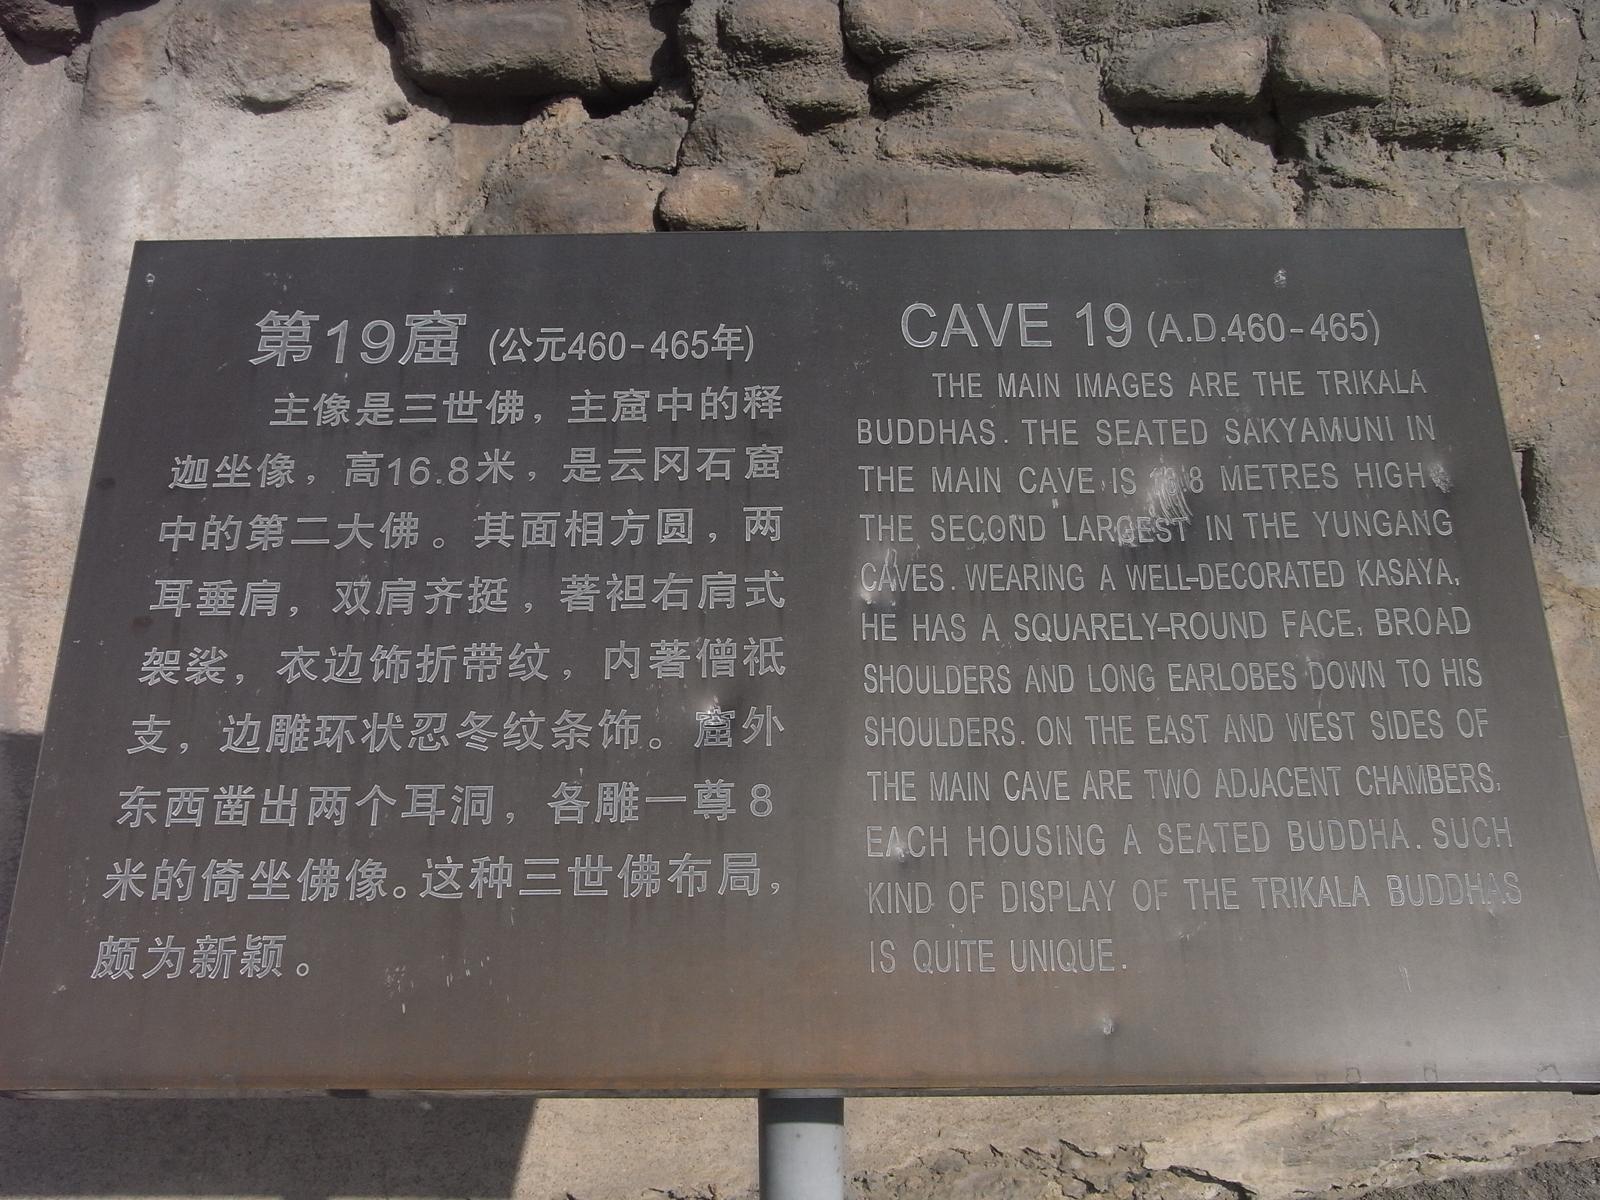 第19窟 (公元460-465年)
主像是三世佛，主窟中的释
迦坐像，高16.8米，是云冈石窟
中的第二大佛。其面相方圆，两
耳垂肩，双肩齐挺，著袒右肩式
袈裟，衣边饰折带纹，内著僧祇
支，边雕环状忍冬纹条饰。窟外
东西凿出两个耳洞，各雕一尊8
米的倚坐佛像。这种三世佛布局，
颇为新颖。
CAVE 19 (A.D.460-465)
THE MAIN IMAGES ARE THE TRIKALA
BUDDHAS. THE SEATED SAKYAMUNI IN
THE MAIN CAVE IS 16.8 METRES HIGH
THE SECOND LARGEST IN THE YUNGANG
CAVES. WEARING A WELL-DECORATED KASAYA,
HE HAS A SQUARELY-ROUND FACE, BROAD
SHOULDERS AND LONG EARLOBES DOWN TO HIS
SHOULDERS. ON THE EAST AND WEST SIDES OF
THE MAIN CAVE ARE TWO ADJACENT CHAMBERS,
EACH HOUSING A SEATED BUDDHA. SUCH
KIND OF DISPLAY OF THE TRIKALA BUDDHAS
IS QUITE UNIQUE.